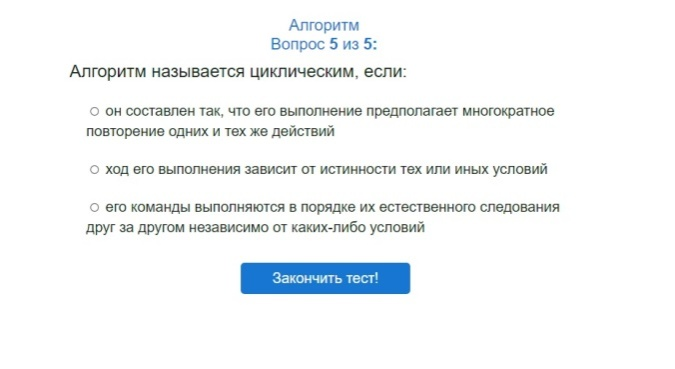 Алгоритм
Вопрос 5 из 5:
Алгоритм называется циклическим, если:
он составлен так, что его выполнение предполагает многократное
повторение одних и тех же действий
ход его выполнения зависит от истинности тех или иных условий
его команды выполняются в порядке их естественного следования
друг за другом независимо от каких-либо условий
Закончить тест!